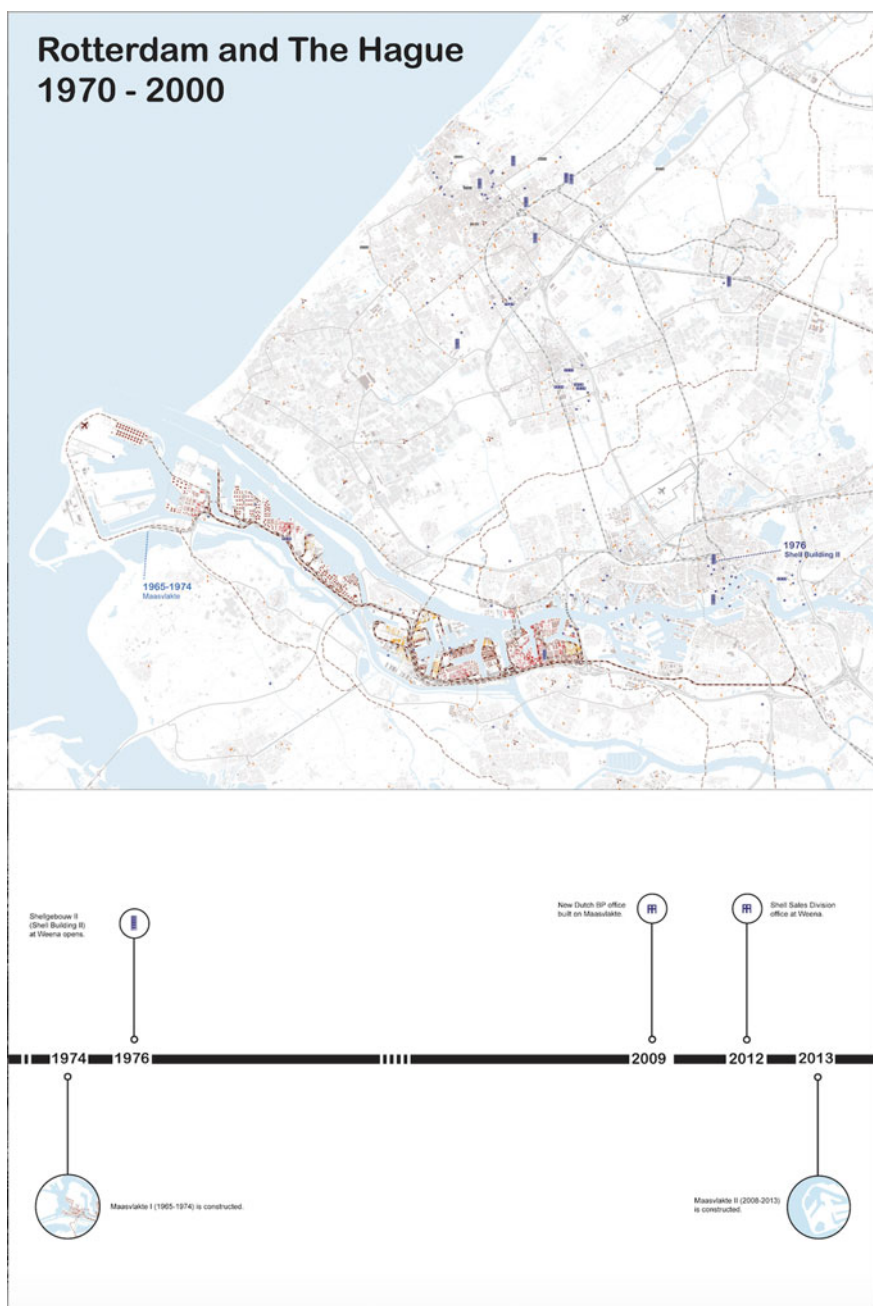 Rotterdam and The Hague
1970 - 2000
1976
Shell Building II
1965-1974
Maasvlakte
Shellgebouw II
(Shell Building II)
at Weena opens.
New Dutch BP office
built on Maasvlakte.
Shell Sales Division
office at Weena.
1974
1976
2009
2012
2013
Maasvlakte I (1965-1974) is constructed.
Maasvlakte II (2008-2013)
is constructed.